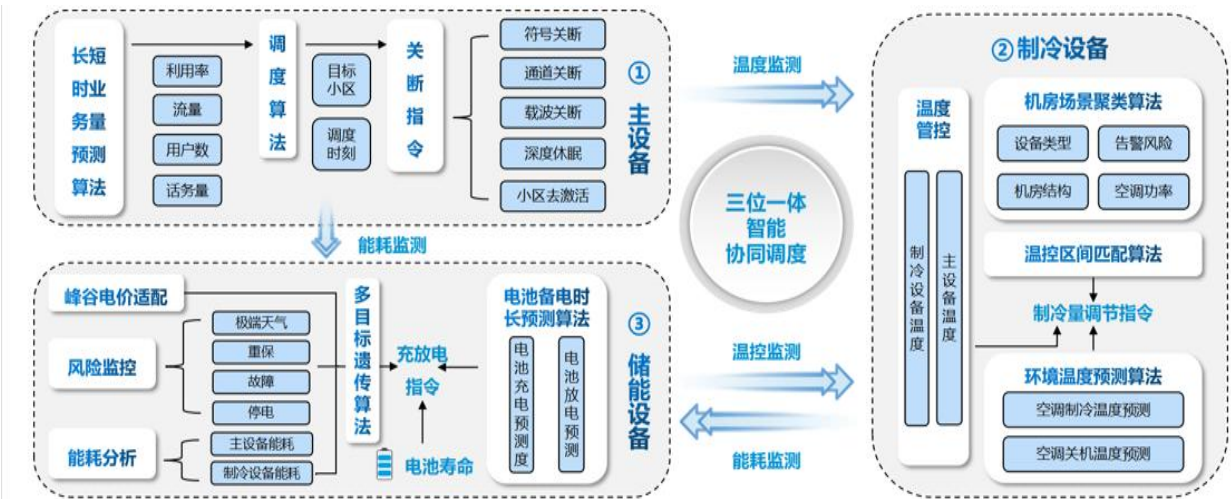 长短
时业
务量
预测
算法
利用率
流量
用户数
话务量
调
度
算
法
目标
小区
调度
时刻
关
断
指
令
符号关断
通道关断
载波关断
深度休眠
小区去激活
①
主设备
温度监测
能耗监测
三位一体
智能
协同调度
②制冷设备
温度
管控
制冷设备温度
主设备温度
机房场景聚类算法
设备类型
告警风险
机房结构
空调功率
温控区间匹配算法
制冷量调节指令
环境温度预测算法
空调制冷温度预测
空调关机温度预测
峰谷电价适配
风险监控
极端天气
重保
故障
停电
能耗分析
主设备能耗
制冷设备能耗
多目标遗传算法
充放电
指令
电池寿命
电池备电时
长预测算法
电池充电预测度
电池放电预测
③
储能设备
温控监测
能耗监测